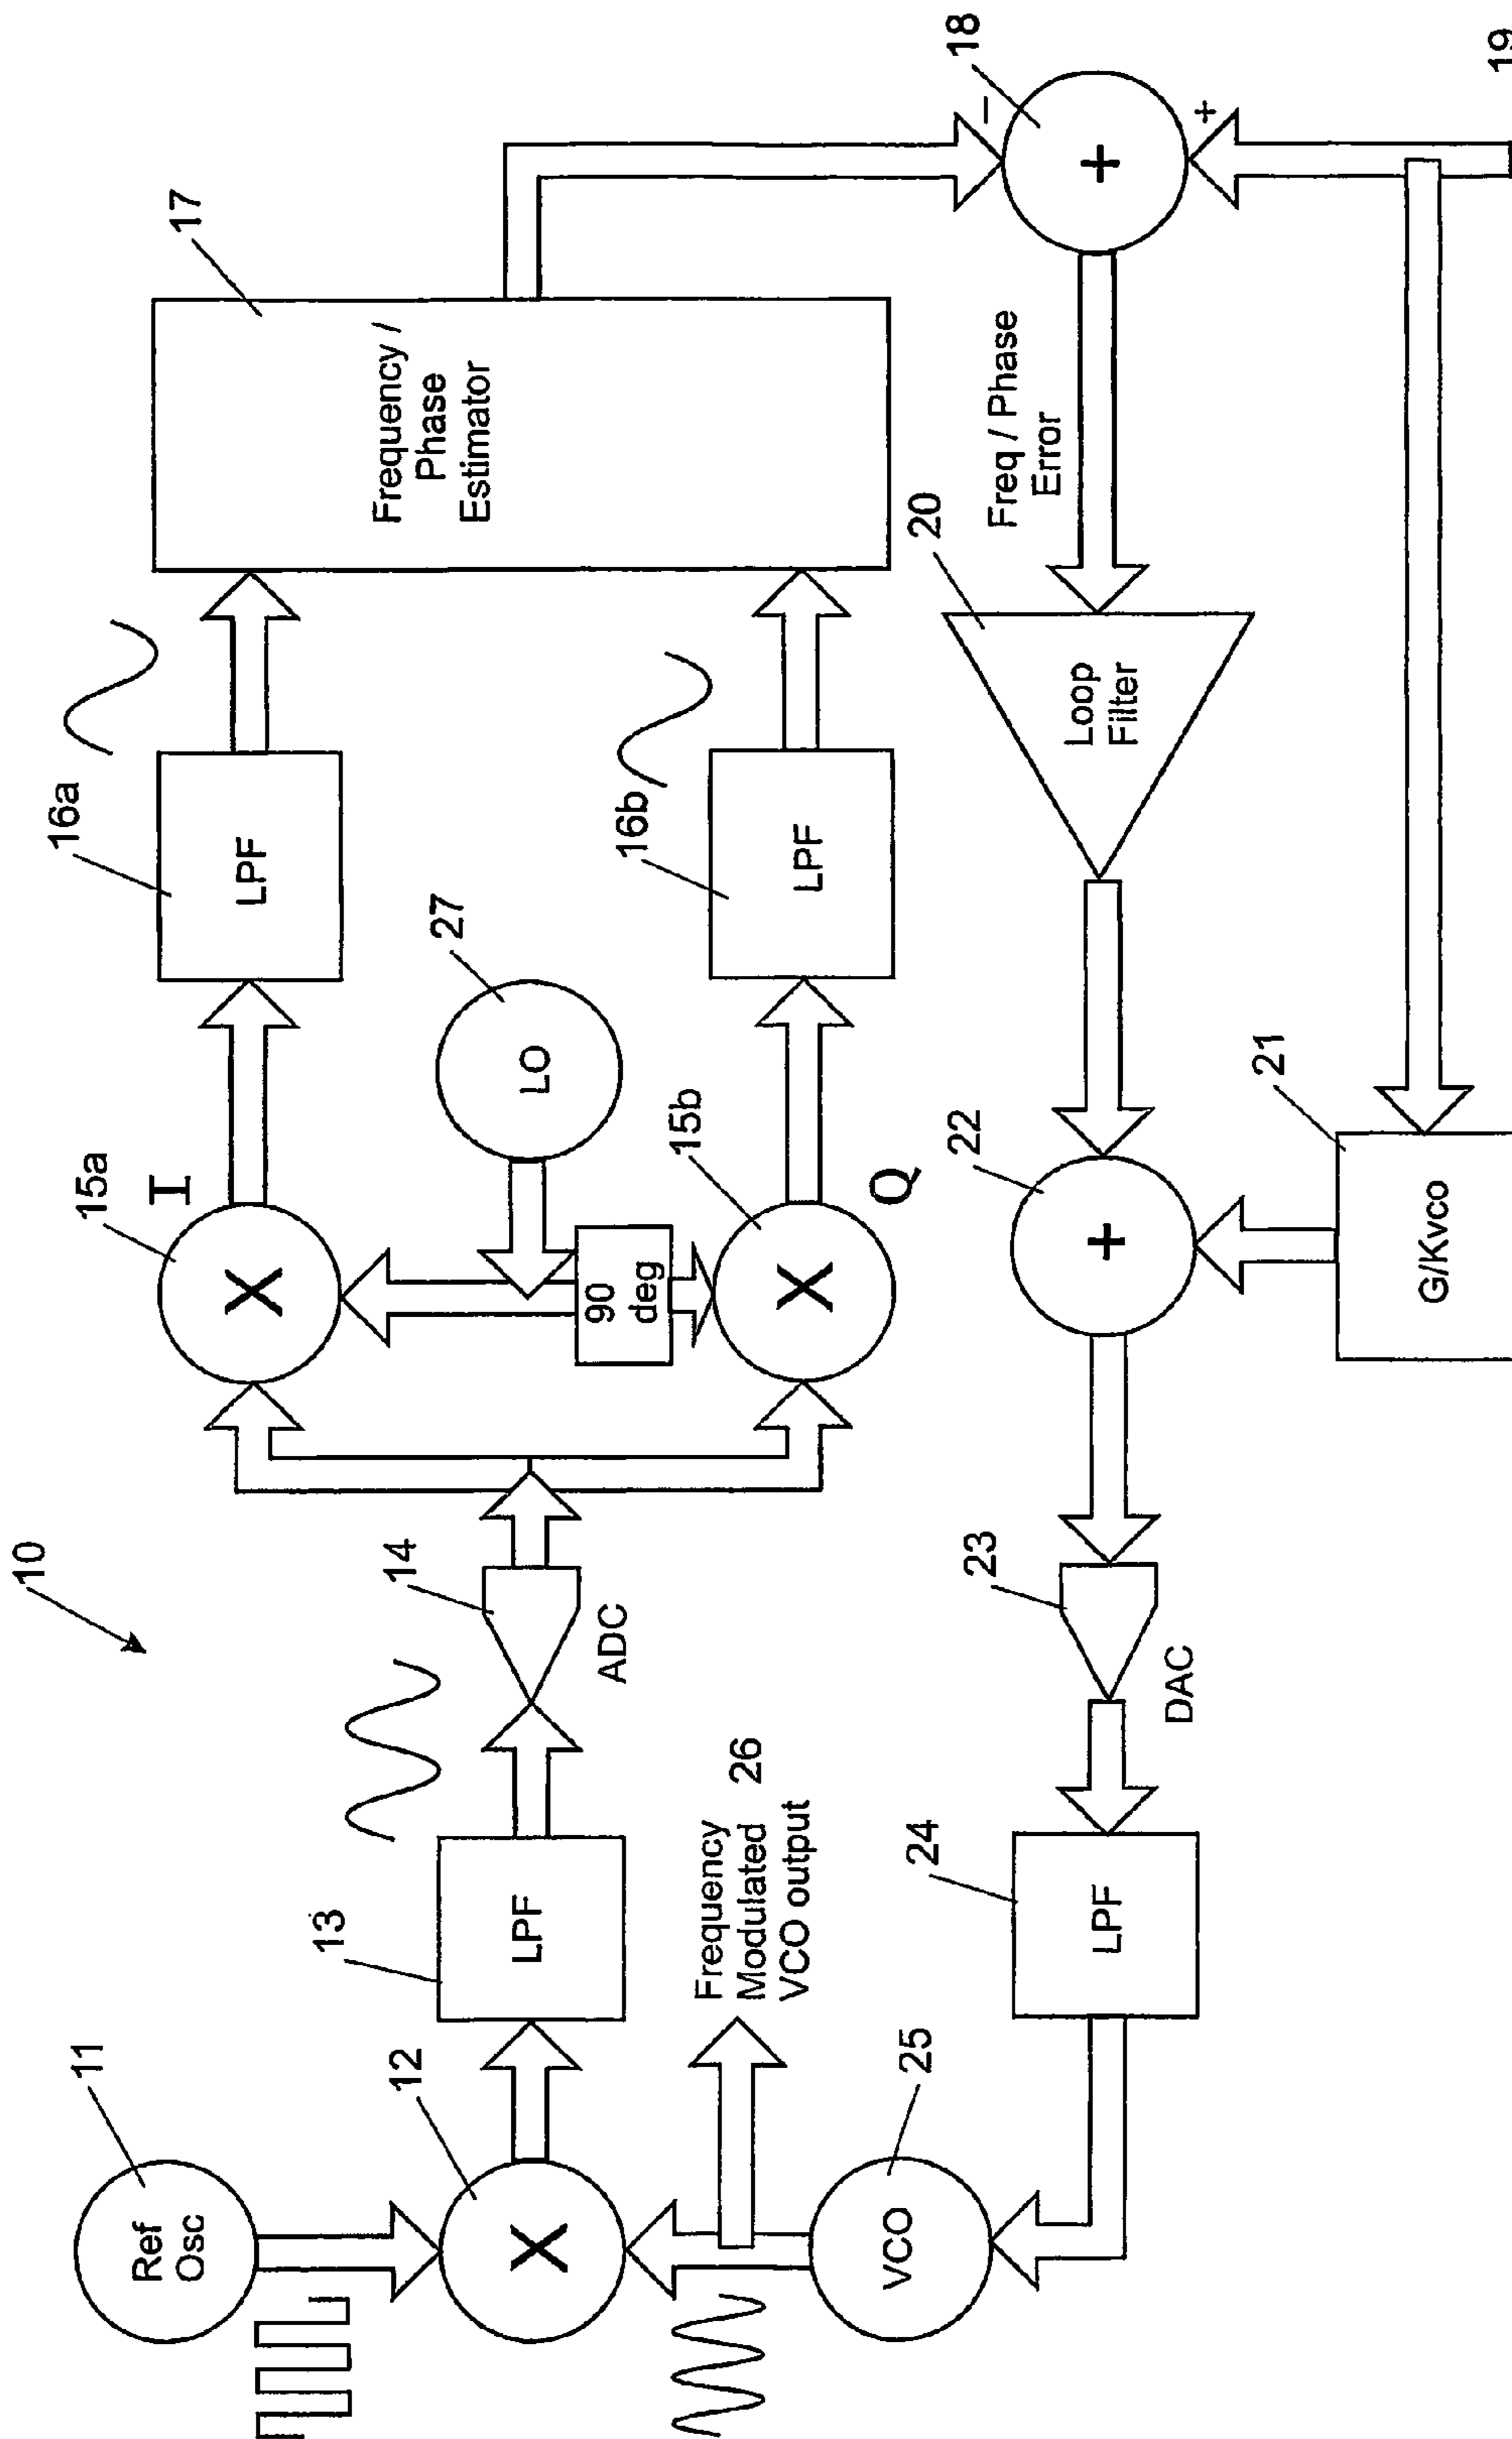 10
11
Ref
Osc
12
X
13
LPF
14
ADC
15a
I
X
16a
LPF
17
Frequency /
Phase
Estimator
27
LO
90
deg
15b
X
Q
16b
LPF
18
+
−
+
19
Freq / Phase
Error
20
Loop
Filter
22
+
21
G/Kvco
23
DAC
24
LPF
25
VCO
Frequency
Modulated 26
VCO output